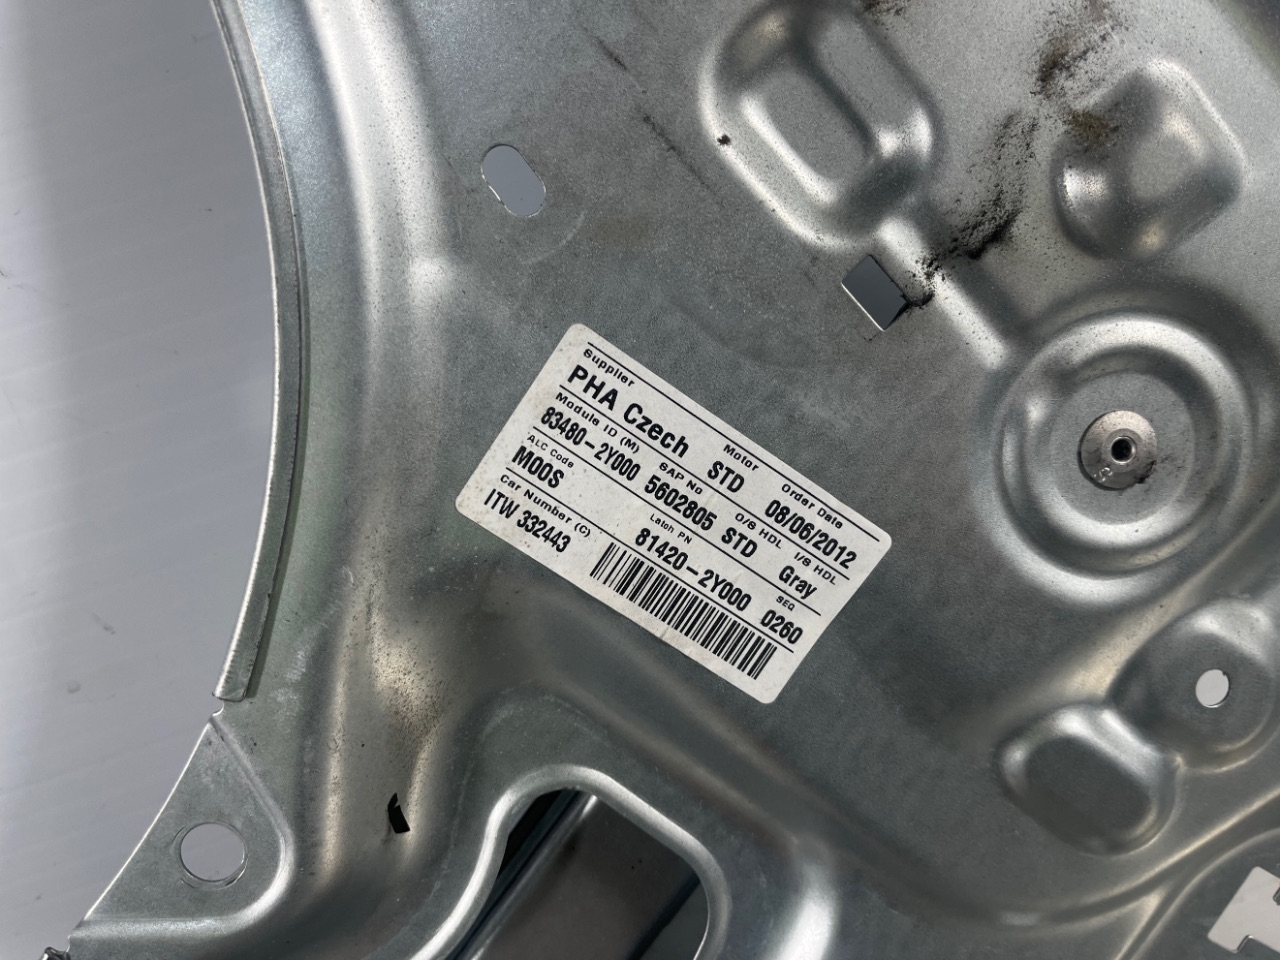 Supplier Motor Order Date
PHA Czech STD 06/06/2012
Module ID (M) SAP No O/S HDL I/S HDL
83480-2Y000 5602805 STD Gray
ALC Code Latch PN SEQ
M00S 81420-2Y000 0260
Car Number (C)
ITW 332443